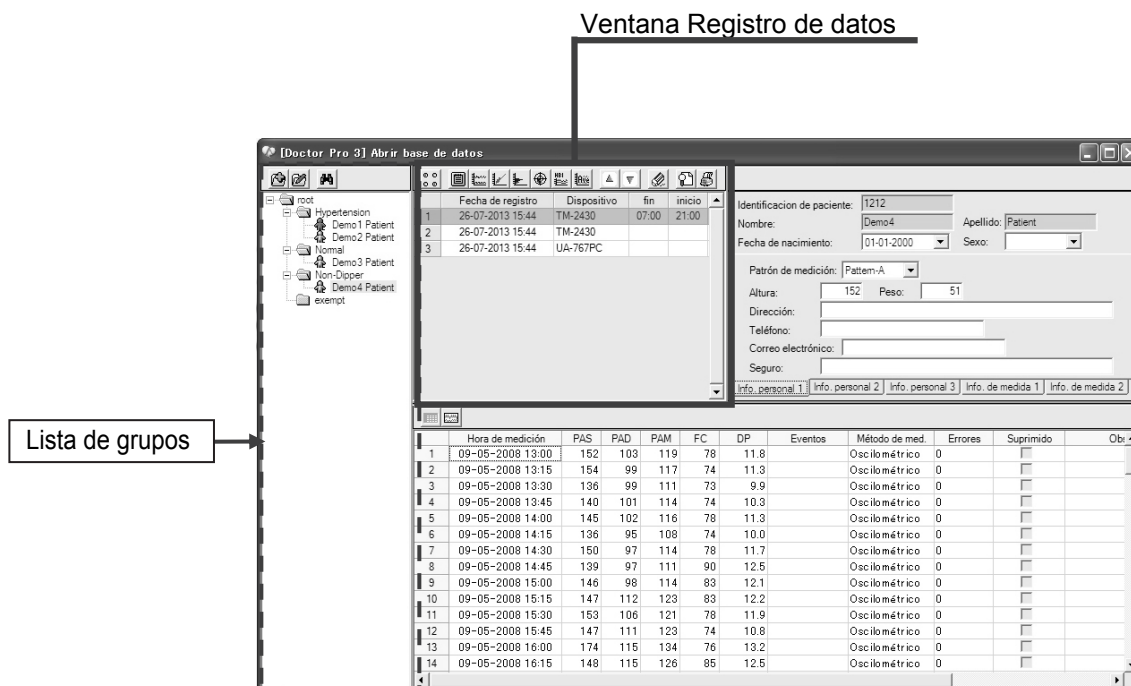 Ventana Registro de datos
[Doctor Pro 3] Abrir base de datos
root
Hypertension
Demo1 Patient
Demo2 Patient
Normal
Demo3 Patient
Non-Dipper
Demo4 Patient
exempt
Lista de grupos
Fecha de registro Dispositivo fin inicio
1 26-07-2013 15:44 TM-2430 07:00 21:00
2 26-07-2013 15:44 TM-2430
3 26-07-2013 15:44 UA-767PC
Identificacion de paciente: 1212
Nombre: Demo4 Apellido: Patient
Fecha de nacimiento: 01-01-2000 Sexo:
Patrón de medición: Pattern-A
Altura: 152 Peso: 51
Dirección:
Teléfono:
Correo electrónico:
Seguro:
Info. personal 1 Info. personal 2 Info. personal 3 Info. de medida 1 Info. de medida 2
Hora de medición PAS PAD PAM FC DP Eventos Método de med. Errores Suprimido Obs
1 09-05-2008 13:00 152 103 119 78 11.8 Oscilométrico 0
2 09-05-2008 13:15 154 99 117 74 11.3 Oscilométrico 0
3 09-05-2008 13:30 136 99 111 73 9.9 Oscilométrico 0
4 09-05-2008 13:45 140 101 114 74 10.3 Oscilométrico 0
5 09-05-2008 14:00 145 102 116 78 11.3 Oscilométrico 0
6 09-05-2008 14:15 136 95 108 74 10.0 Oscilométrico 0
7 09-05-2008 14:30 150 97 114 78 11.7 Oscilométrico 0
8 09-05-2008 14:45 139 97 111 90 12.5 Oscilométrico 0
9 09-05-2008 15:00 146 98 114 83 12.1 Oscilométrico 0
10 09-05-2008 15:15 147 112 123 83 12.2 Oscilométrico 0
11 09-05-2008 15:30 153 106 121 78 11.9 Oscilométrico 0
12 09-05-2008 15:45 147 111 123 74 10.8 Oscilométrico 0
13 09-05-2008 16:00 174 115 134 76 13.2 Oscilométrico 0
14 09-05-2008 16:15 148 115 126 85 12.5 Oscilométrico 0